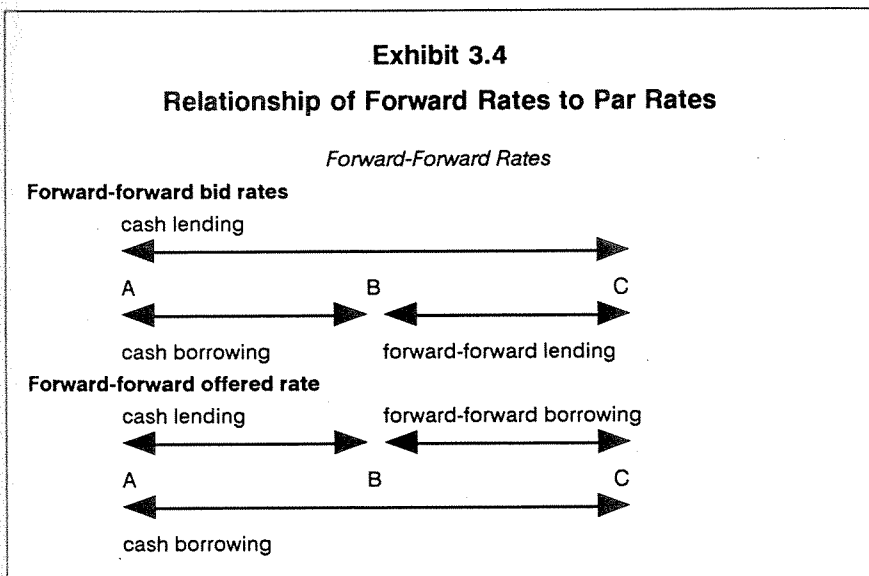 Exhibit 3.4
Relationship of Forward Rates to Par Rates
Forward-Forward Rates
Forward-forward bid rates
cash lending
A B C
cash borrowing forward-forward lending
Forward-forward offered rate
cash lending forward-forward borrowing
A B C
cash borrowing